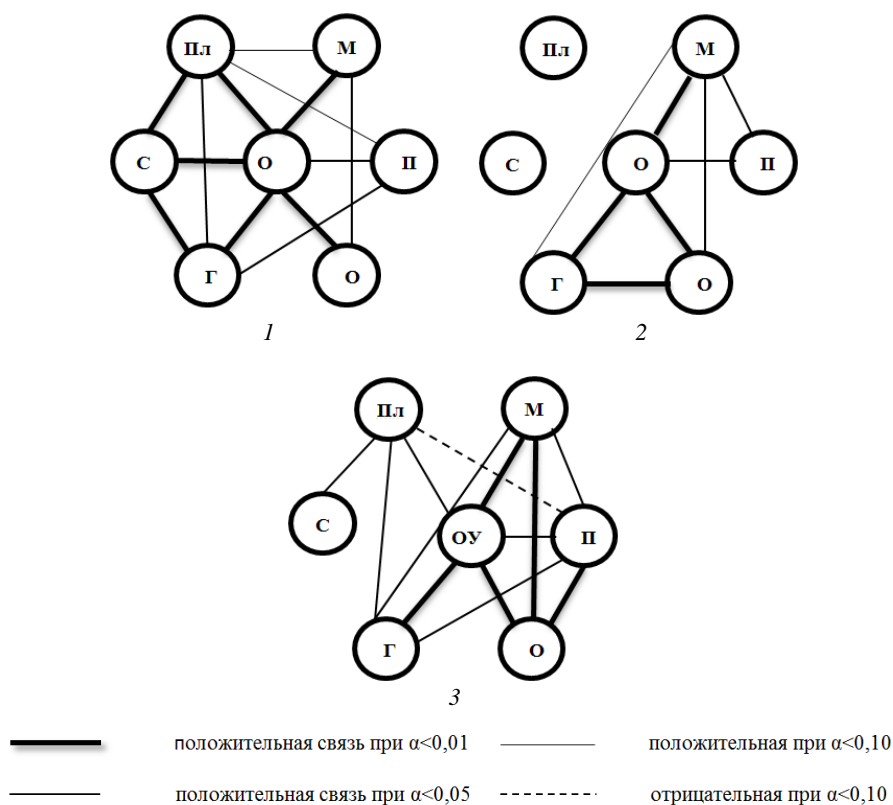 Пл М
С О П
Г О
1
Пл М
С О П
Г О
2
Пл М
С ОУ П
Г О
3
положительная связь при α<0,01
положительная при α<0,10
положительная связь при α<0,05
отрицательная при α<0,10